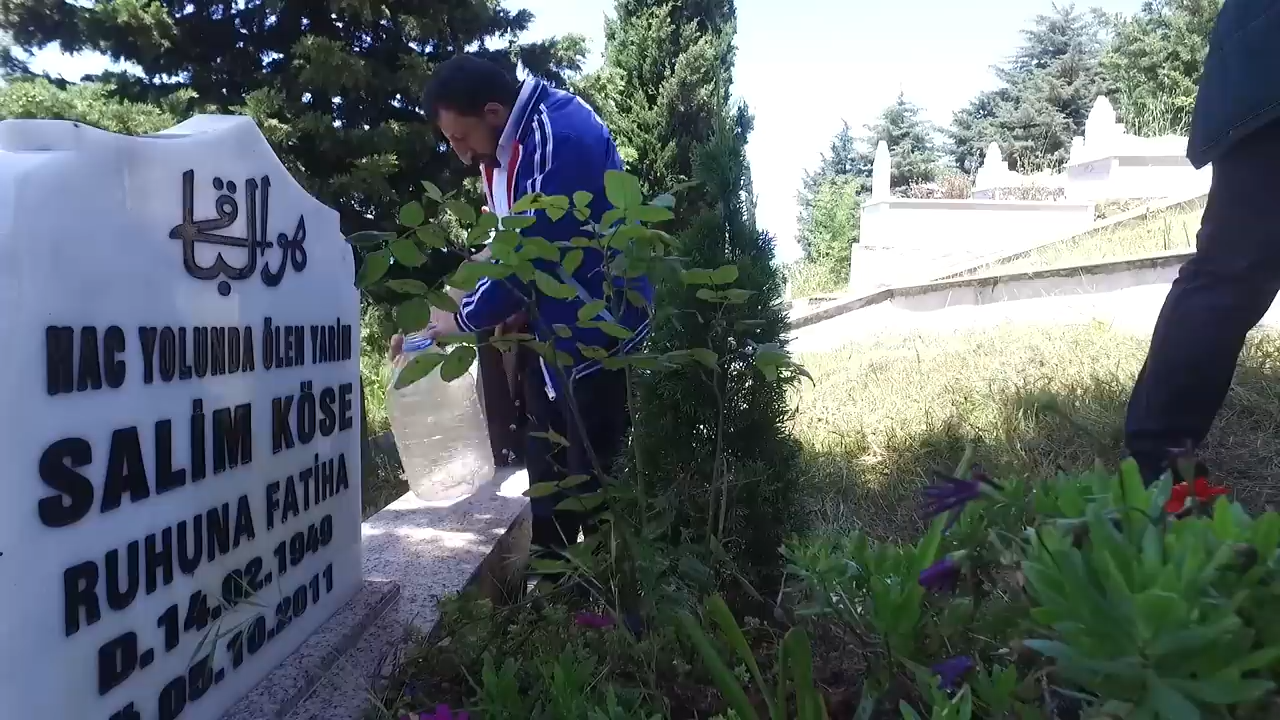 هو الباقي
HAC YOLUNDA ÖLEN YARİM
SALİM KÖSE
RUHUNA FATİHA
D.14.02.1949
05.10.2011